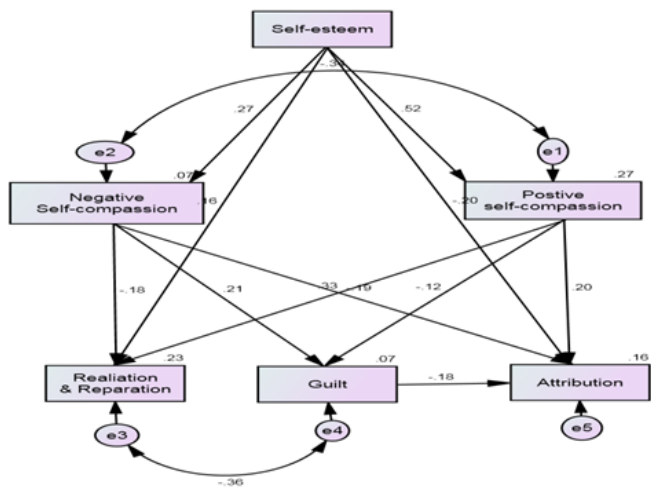 Self-esteem
.27
.52
e2
e1
.07
.27
Negative
Self-compassion
.16
-.20
Postive
self-compassion
-.18
.21
.33
-.19
-.12
.20
.23
.07
.16
Realiation
& Reparation
Guilt
-.18
Attribution
e3
e4
e5
-.36